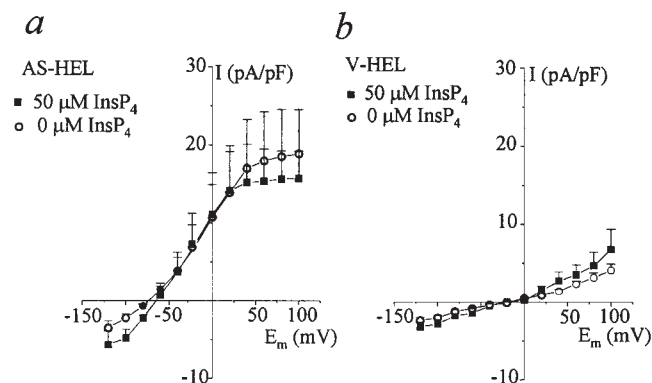 a
AS-HEL
■ 50 μM InsP₄
○ 0 μM InsP₄
I (pA/pF)
30
20
-10
-150
-50
50
100
Eₘ (mV)
b
V-HEL
■ 50 μM InsP₄
○ 0 μM InsP₄
I (pA/pF)
30
20
10
-10
-150
-50
50
100
Eₘ (mV)